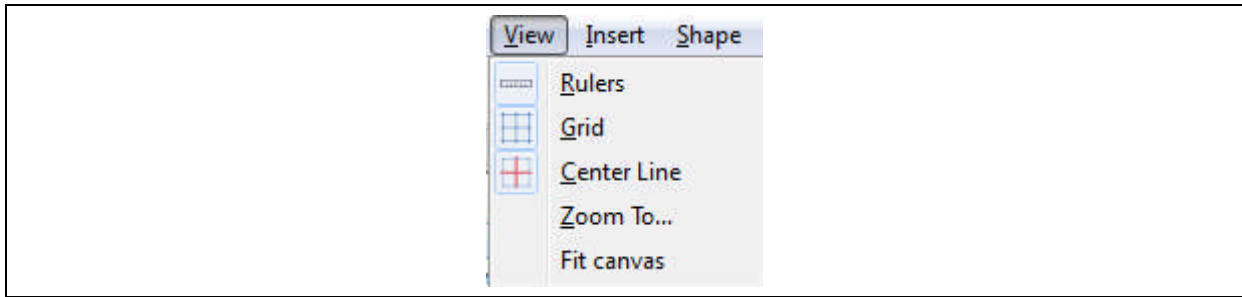 View Insert Shape
Rulers
Grid
Center Line
Zoom To...
Fit canvas